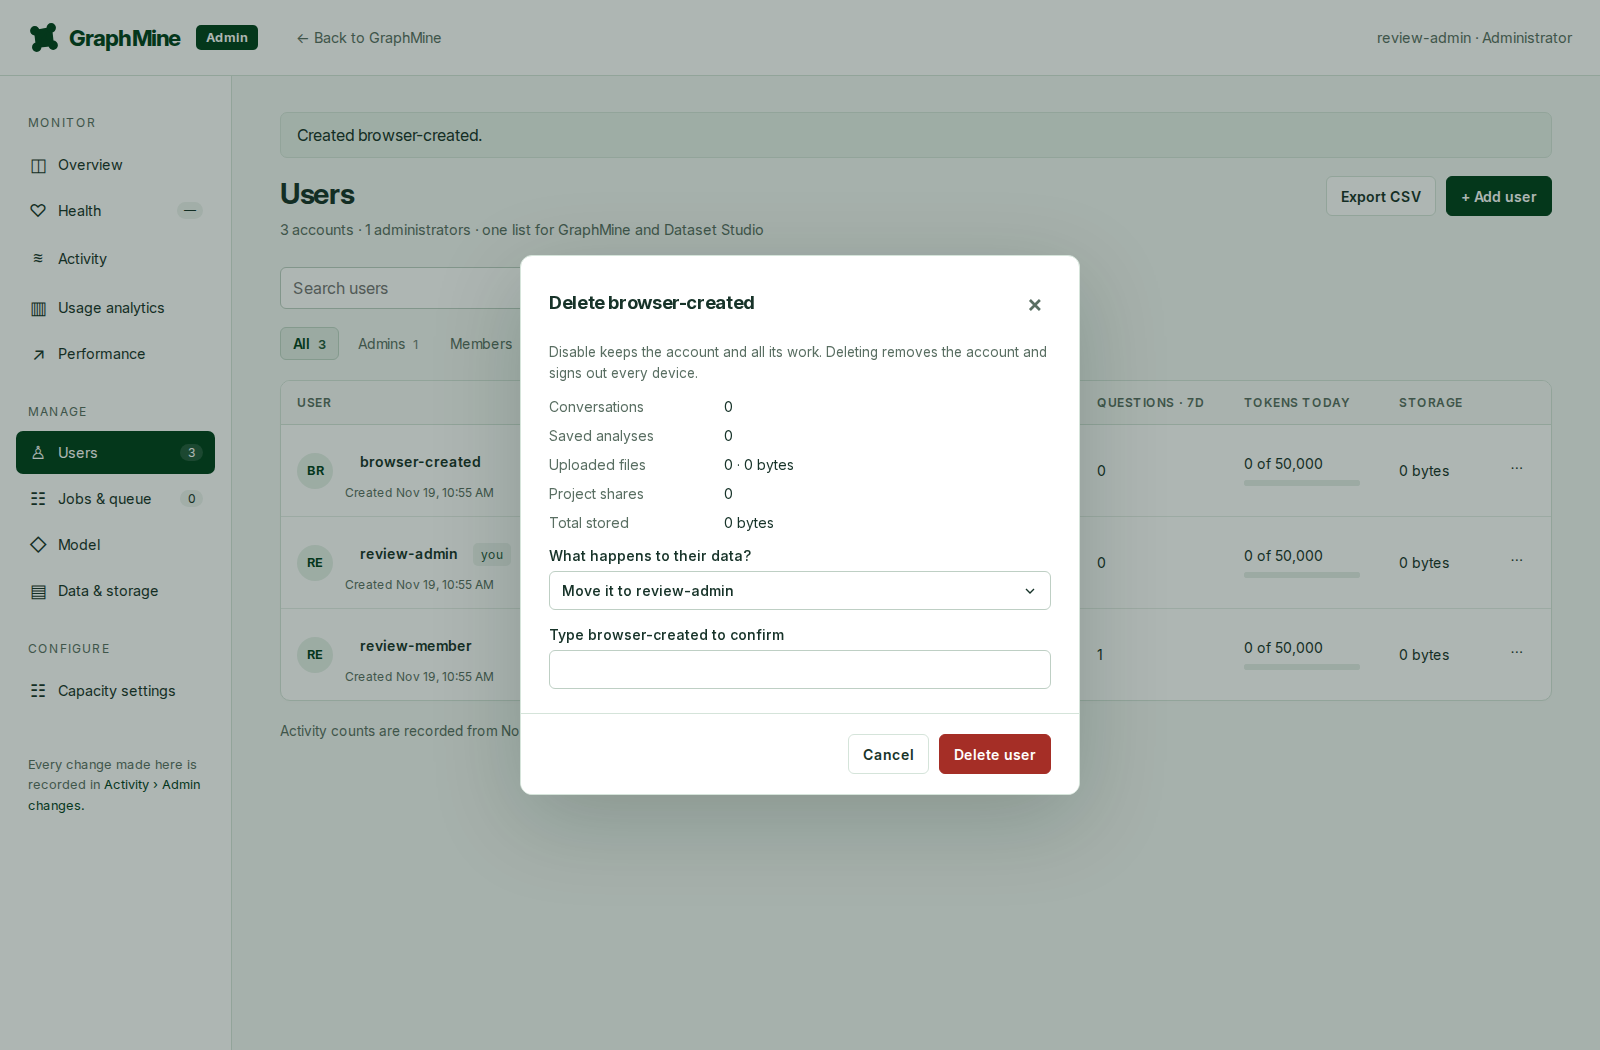 GraphMine
Admin
← Back to GraphMine
review-admin · Administrator
MONITOR
Overview
Health —
Activity
Usage analytics
Performance
MANAGE
Users 3
Jobs & queue 0
Model
Data & storage
CONFIGURE
Capacity settings
Every change made here is
recorded in Activity › Admin
changes.
Created browser-created.
Users
3 accounts · 1 administrators · one list for GraphMine and Dataset Studio
Export CSV
+ Add user
Search users
All 3
Admins 1
Members
USER
QUESTIONS · 7D
TOKENS TODAY
STORAGE
BR
browser-created
Created Nov 19, 10:55 AM
0
0 of 50,000
0 bytes
...
RE
review-admin
you
Created Nov 19, 10:55 AM
0
0 of 50,000
0 bytes
...
RE
review-member
Created Nov 19, 10:55 AM
1
0 of 50,000
0 bytes
...
Activity counts are recorded from
Delete browser-created
×
Disable keeps the account and all its work. Deleting removes the account and
signs out every device.
Conversations 0
Saved analyses 0
Uploaded files 0 · 0 bytes
Project shares 0
Total stored 0 bytes
What happens to their data?
Move it to review-admin
Type browser-created to confirm
Cancel
Delete user